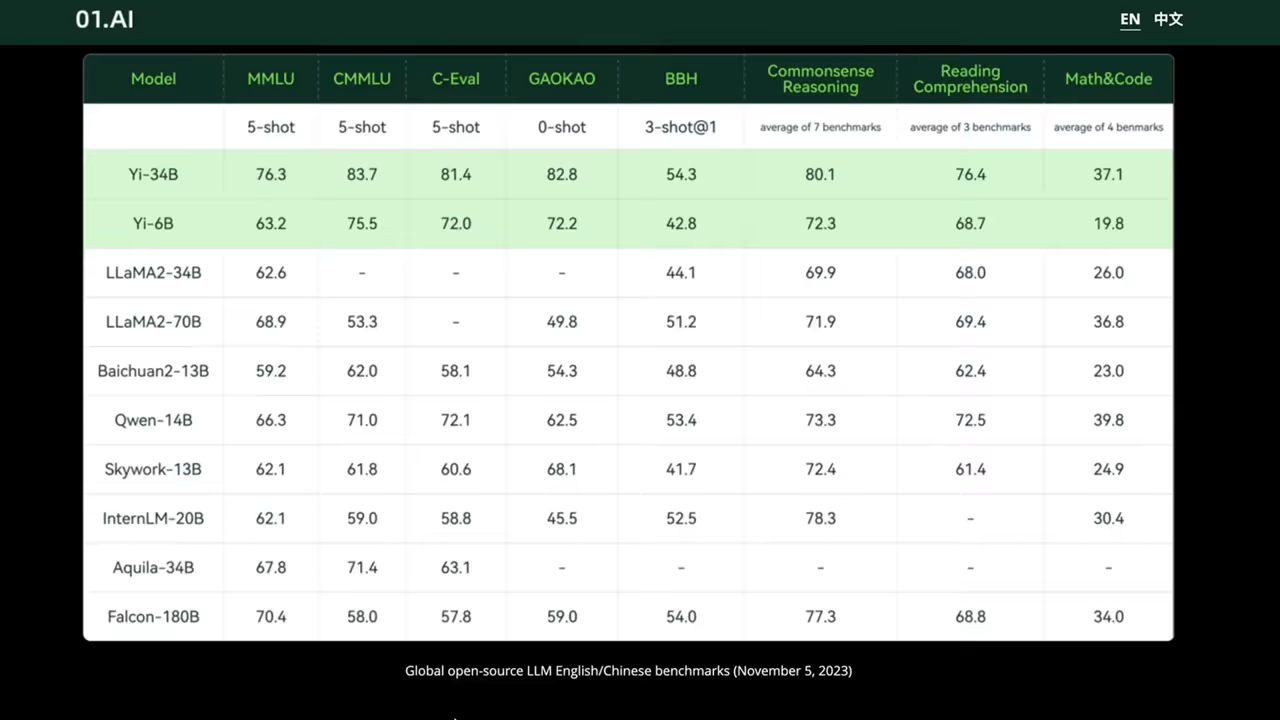 01.AI
EN 中文
Model MMLU CMMLU C-Eval GAOKAO BBH Commonsense Reasoning Reading Comprehension Math&Code
5-shot 5-shot 5-shot 0-shot 3-shot@1 average of 7 benchmarks average of 3 benchmarks average of 4 benmarks
Yi-34B 76.3 83.7 81.4 82.8 54.3 80.1 76.4 37.1
Yi-6B 63.2 75.5 72.0 72.2 42.8 72.3 68.7 19.8
LLaMA2-34B 62.6 - - - 44.1 69.9 68.0 26.0
LLaMA2-70B 68.9 53.3 - 49.8 51.2 71.9 69.4 36.8
Baichuan2-13B 59.2 62.0 58.1 54.3 48.8 64.3 62.4 23.0
Qwen-14B 66.3 71.0 72.1 62.5 53.4 73.3 72.5 39.8
Skywork-13B 62.1 61.8 60.6 68.1 41.7 72.4 61.4 24.9
InternLM-20B 62.1 59.0 58.8 45.5 52.5 78.3 - 30.4
Aquila-34B 67.8 71.4 63.1 - - - - -
Falcon-180B 70.4 58.0 57.8 59.0 54.0 77.3 68.8 34.0
Global open-source LLM English/Chinese benchmarks (November 5, 2023)